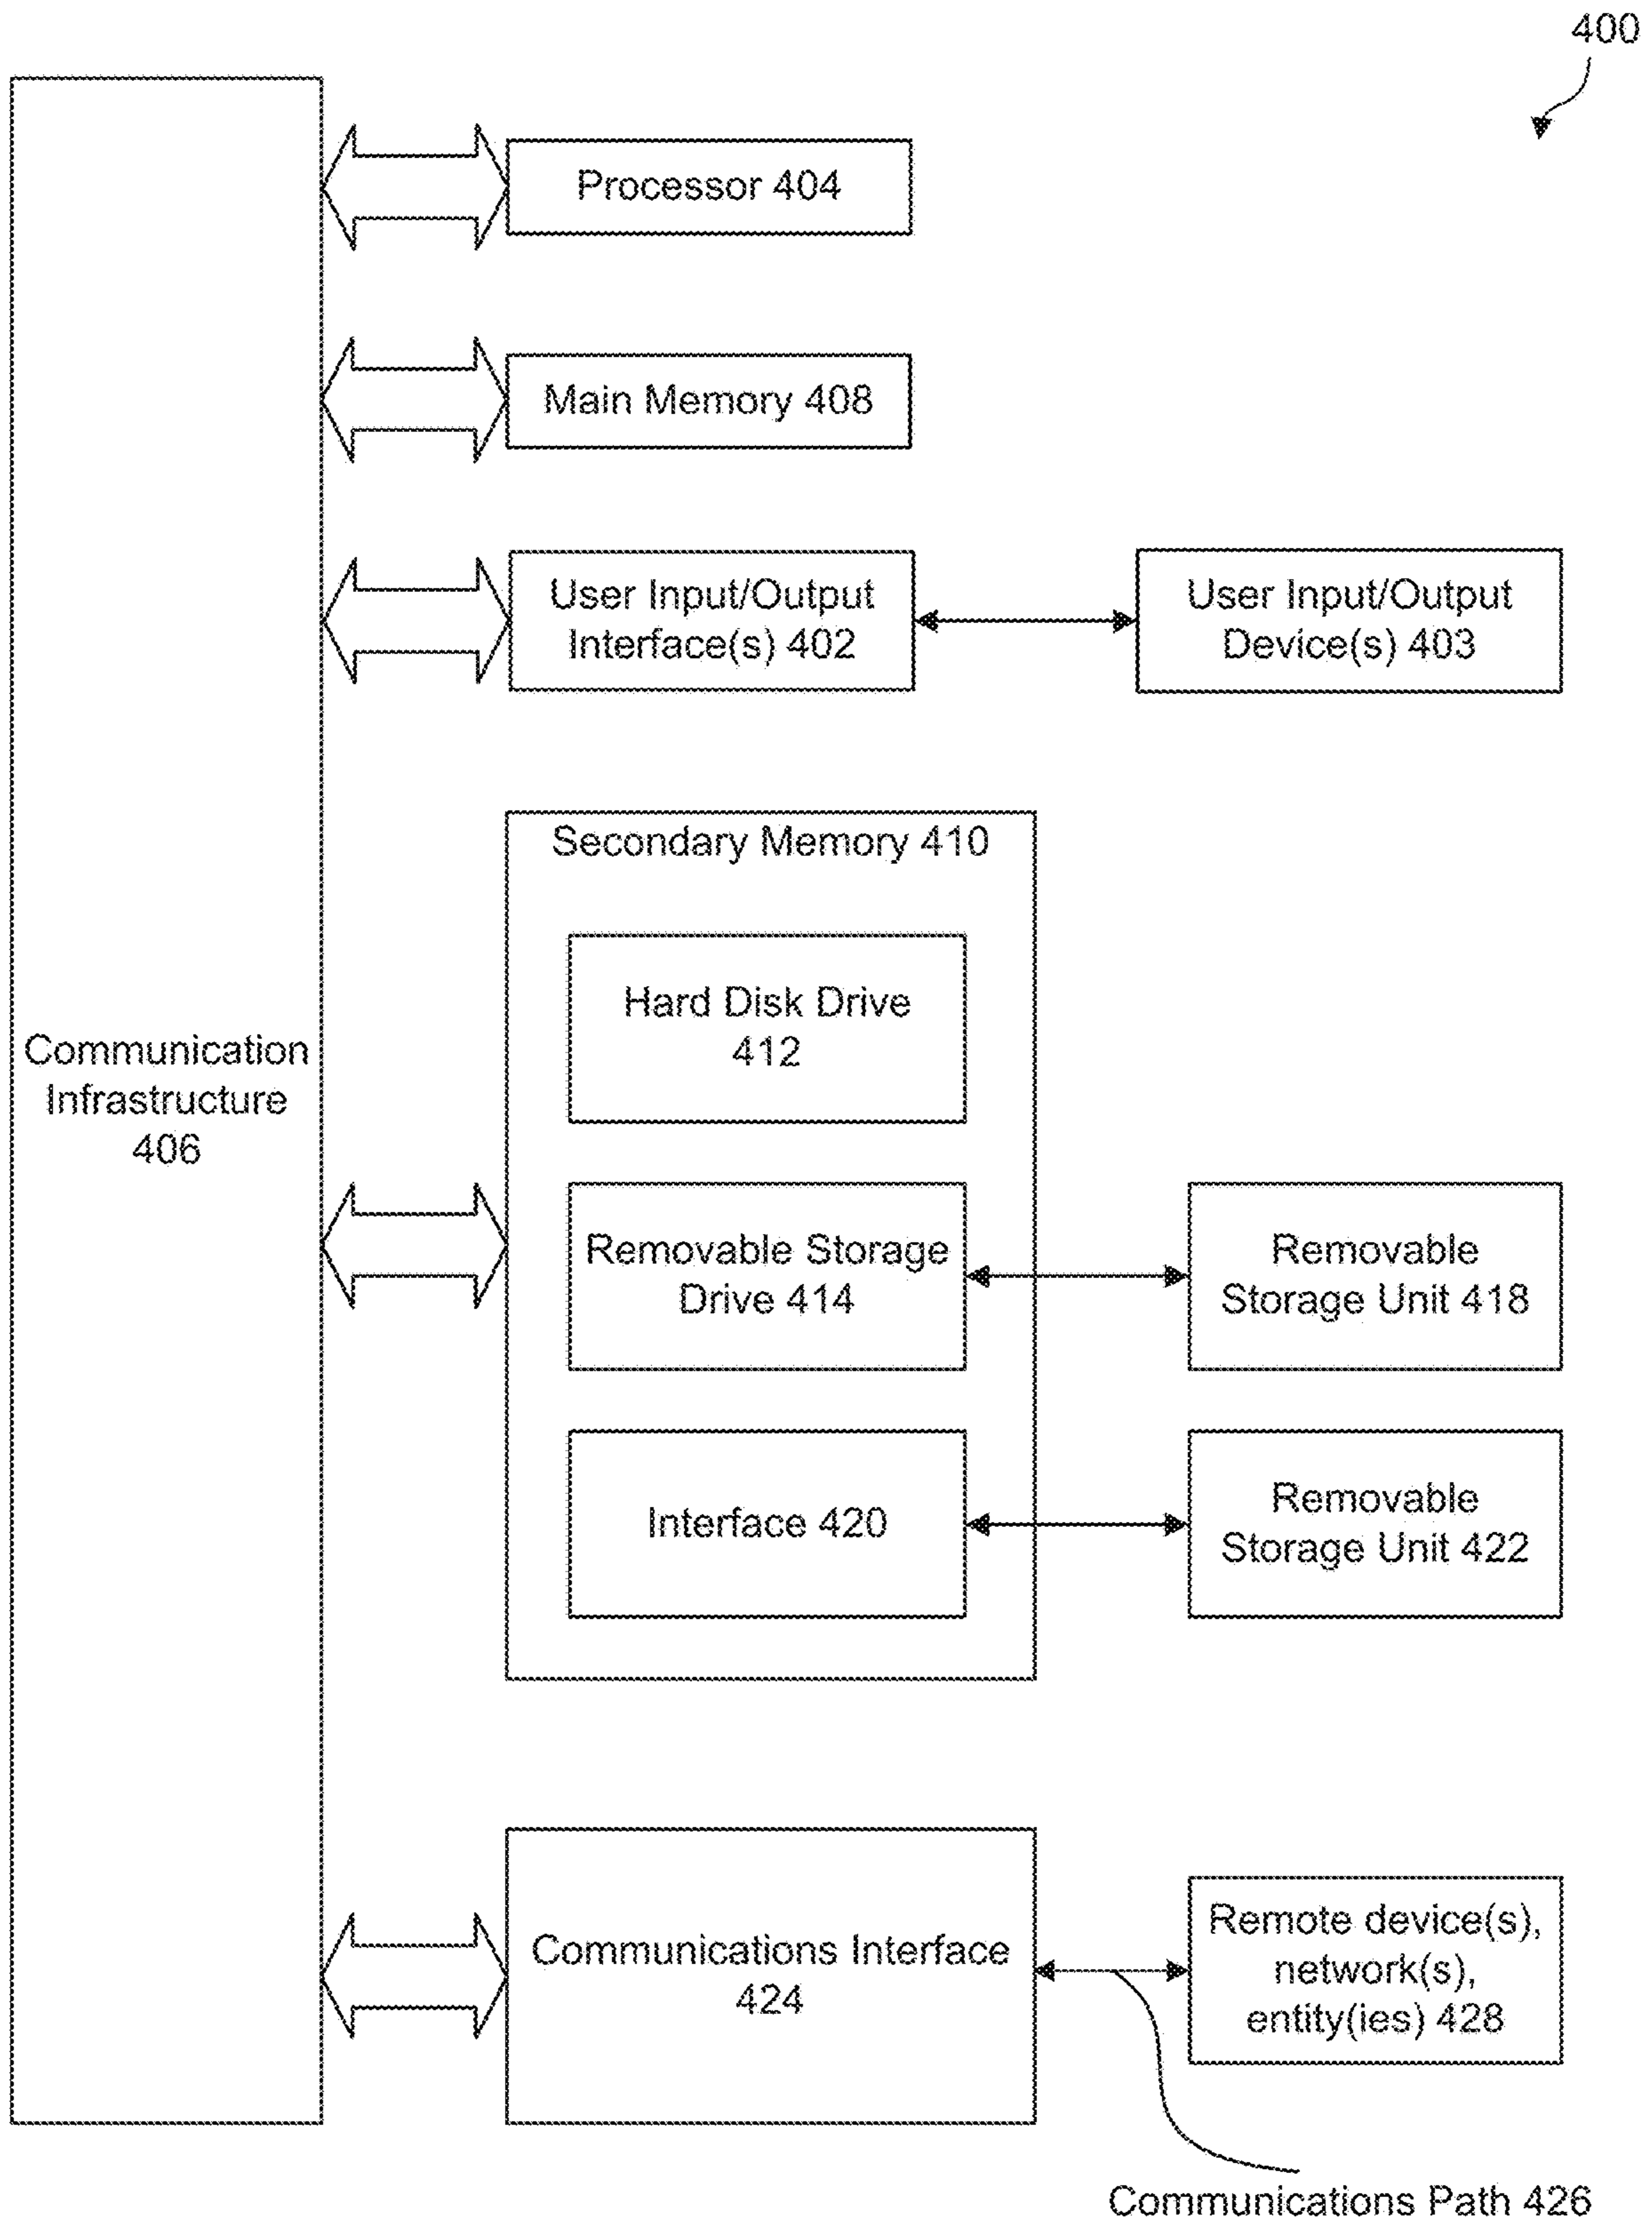 400
Processor 404
Main Memory 408
User Input/Output
Interface(s) 402
User Input/Output
Device(s) 403
Secondary Memory 410
Hard Disk Drive
412
Communication
Infrastructure
406
Removable Storage
Drive 414
Removable
Storage Unit 418
Interface 420
Removable
Storage Unit 422
Communications Interface
424
Remote device(s),
network(s),
entity(ies) 428
Communications Path 426